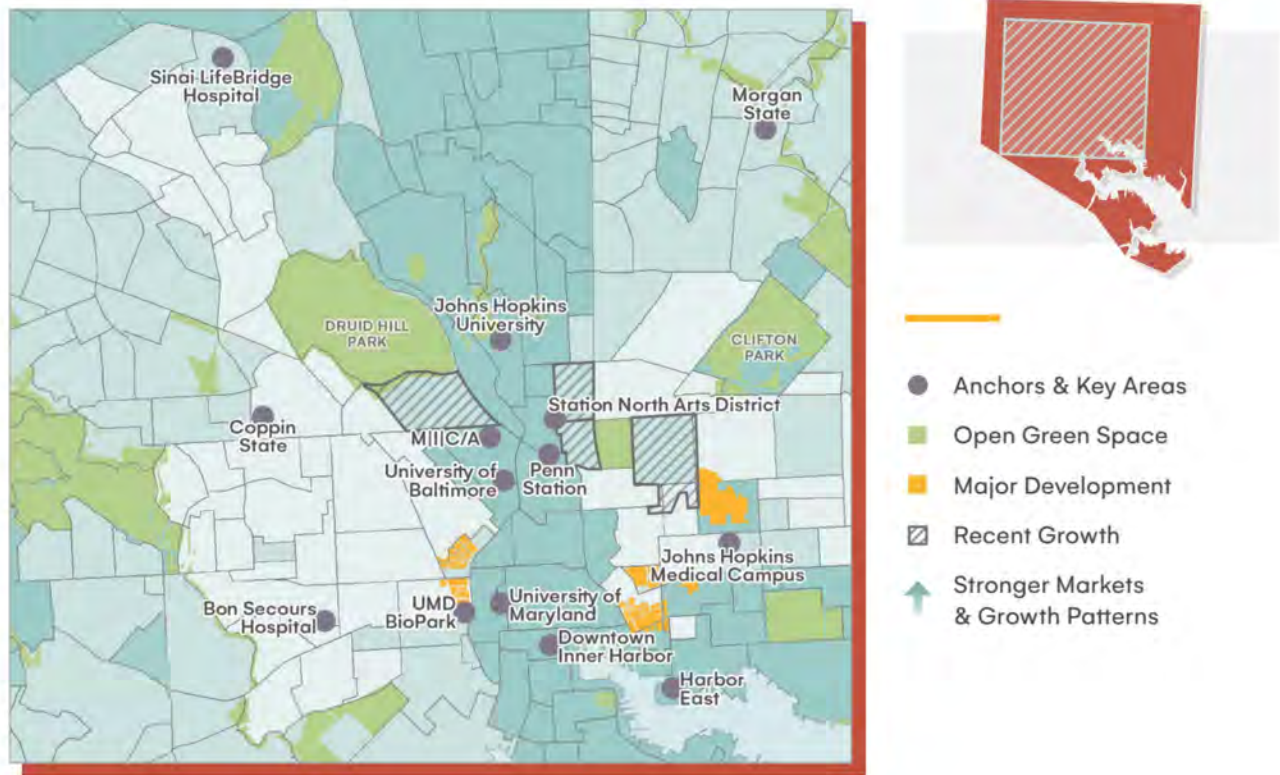 Sinai LifeBridge
Hospital
Morgan
State
Johns Hopkins
University
DRUID HILL
PARK
CLIFTON
PARK
Station North Arts District
Coppin
State
M|I|C/A
University of
Baltimore
Penn
Station
Johns Hopkins
Medical Campus
Bon Secours
Hospital
UMD
BioPark
University of
Maryland
Downtown
Inner Harbor
Harbor
East
Anchors & Key Areas
Open Green Space
Major Development
Recent Growth
Stronger Markets
& Growth Patterns